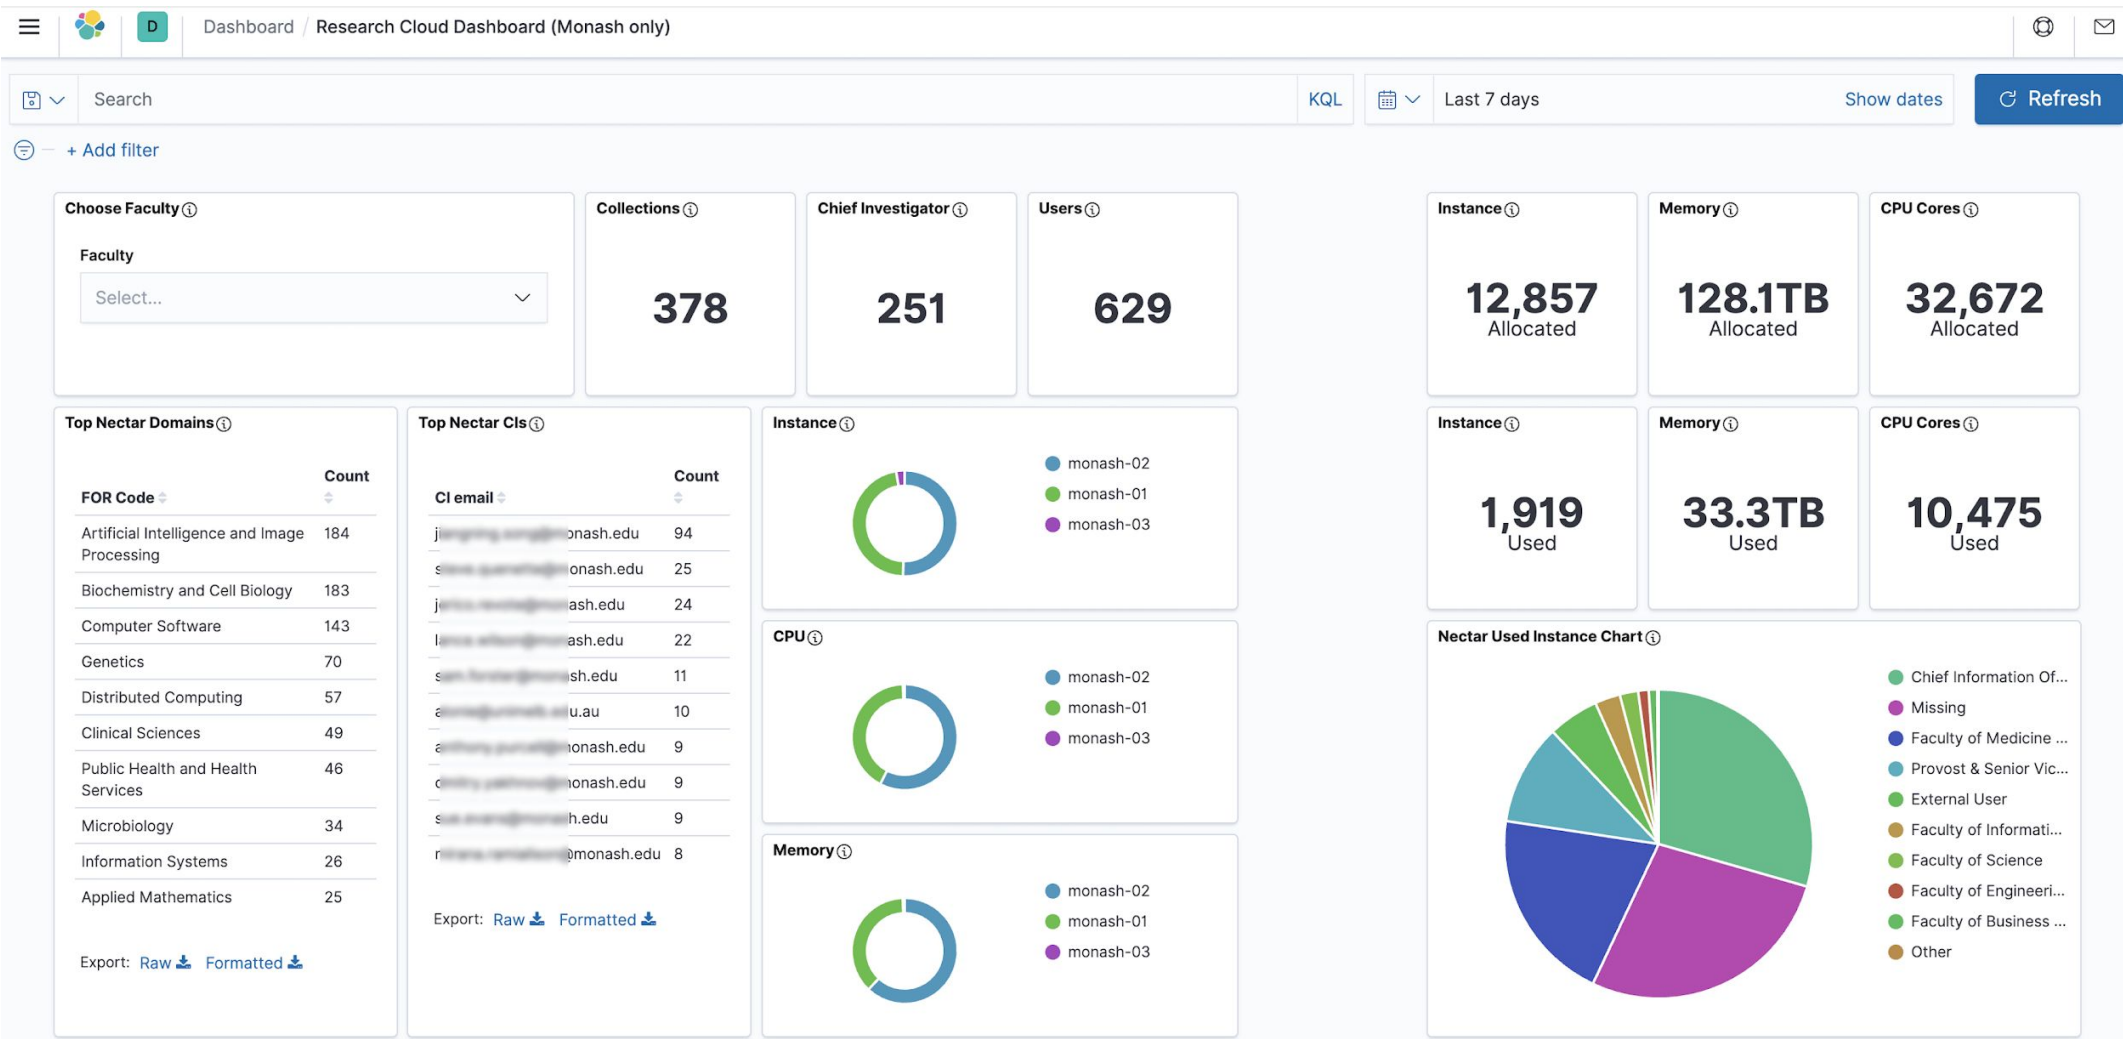 D Dashboard / Research Cloud Dashboard (Monash only)
Search KQL Last 7 days Show dates Refresh
+ Add filter
Choose Faculty
Faculty
Select...
Collections
378
Chief Investigator
251
Users
629
Instance
12,857
Allocated
Memory
128.1TB
Allocated
CPU Cores
32,672
Allocated
Top Nectar Domains
FOR Code Count
Artificial Intelligence and Image 184
Processing
Biochemistry and Cell Biology 183
Computer Software 143
Genetics 70
Distributed Computing 57
Clinical Sciences 49
Public Health and Health 46
Services
Microbiology 34
Information Systems 26
Applied Mathematics 25
Export: Raw Formatted
Top Nectar CIs
CI email Count
onash.edu 94
onash.edu 25
ash.edu 24
ash.edu 22
sh.edu 11
u.au 10
onash.edu 9
onash.edu 9
h.edu 9
@monash.edu 8
Export: Raw Formatted
Instance
monash-02
monash-01
monash-03
CPU
monash-02
monash-01
monash-03
Memory
monash-02
monash-01
monash-03
Instance
1,919
Used
Memory
33.3TB
Used
CPU Cores
10,475
Used
Nectar Used Instance Chart
Chief Information Of...
Missing
Faculty of Medicine ...
Provost & Senior Vic...
External User
Faculty of Informati...
Faculty of Science
Faculty of Engineeri...
Faculty of Business ...
Other